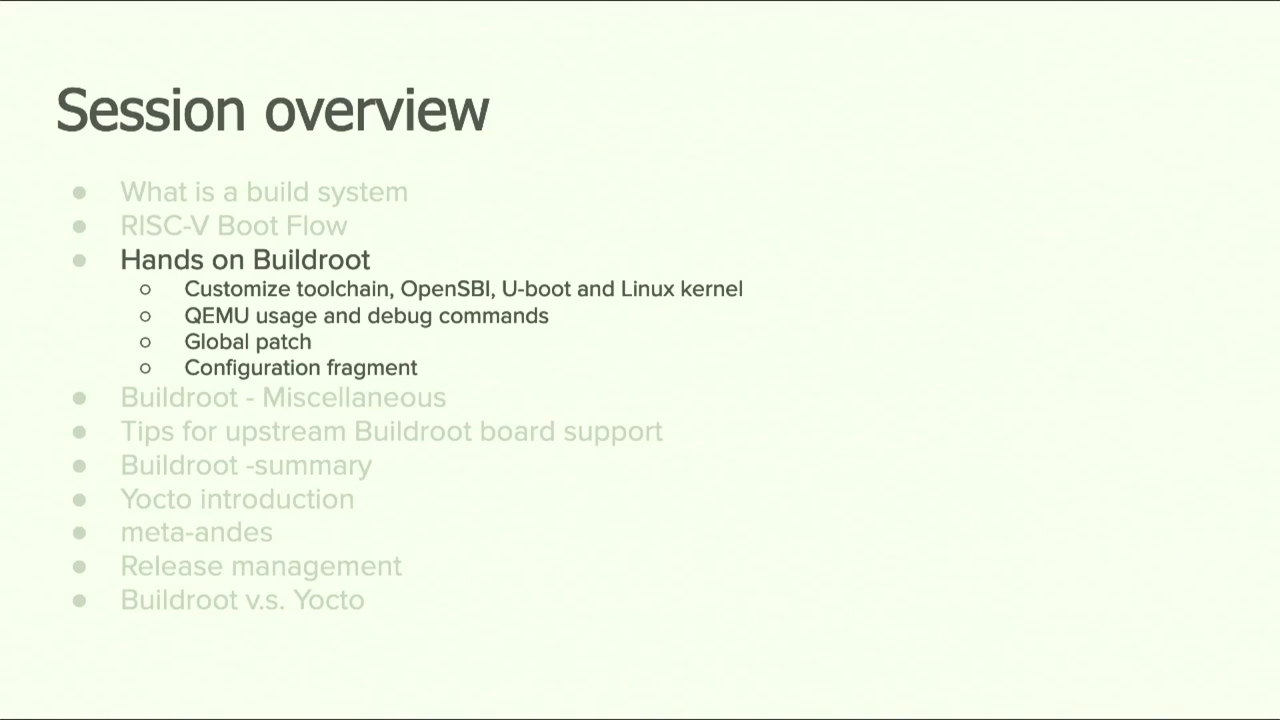 Session overview
● What is a build system
● RISC-V Boot Flow
● Hands on Buildroot
○ Customize toolchain, OpenSBI, U-boot and Linux kernel
○ QEMU usage and debug commands
○ Global patch
○ Configuration fragment
● Buildroot - Miscellaneous
● Tips for upstream Buildroot board support
● Buildroot -summary
● Yocto introduction
● meta-andes
● Release management
● Buildroot v.s. Yocto